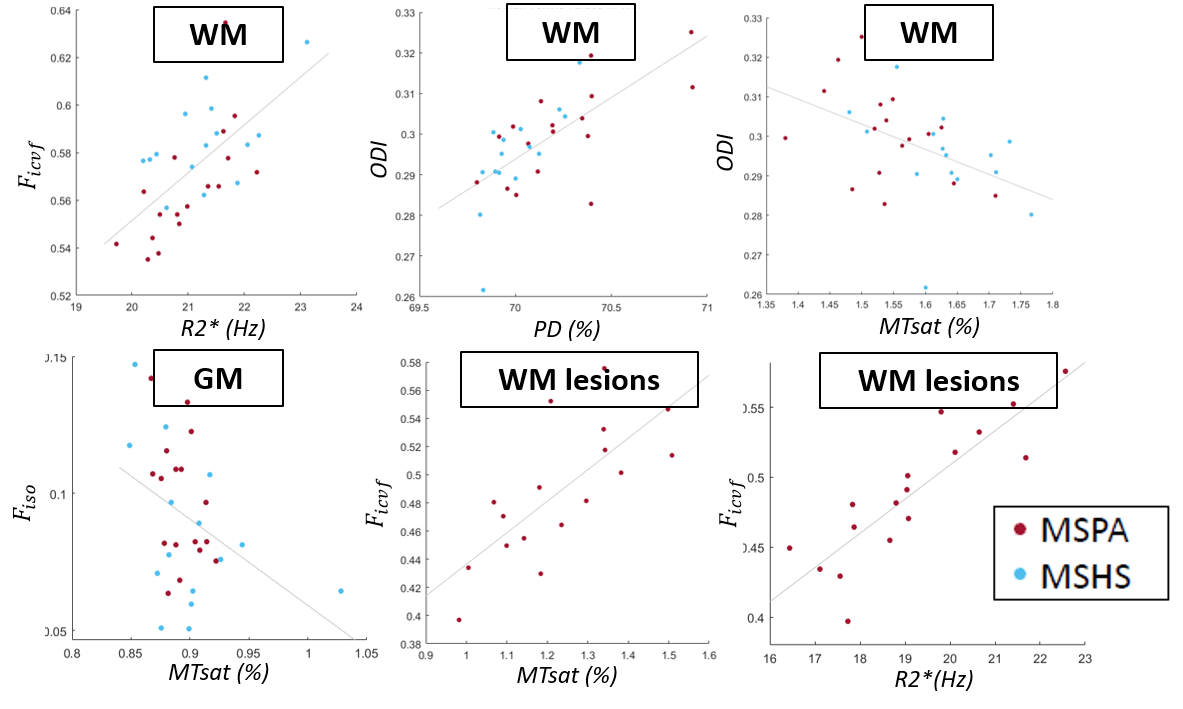 WM
0.64
0.62
0.6
0.58
0.56
0.54
0.52
F_icvf
19 20 21 22 23 24
R2* (Hz)
WM
0.33
0.32
0.31
0.3
0.29
0.28
0.27
0.26
ODI
69.5 70 70.5 71
PD (%)
WM
0.33
0.32
0.31
0.3
0.29
0.28
0.27
0.26
ODI
1.35 1.4 1.45 1.5 1.55 1.6 1.65 1.7 1.75 1.8
MTsat (%)
GM
0.15
0.1
0.05
F_iso
0.8 0.85 0.9 0.95 1 1.05
MTsat (%)
WM lesions
0.58
0.56
0.54
0.52
0.5
0.48
0.46
0.44
0.42
0.4
0.38
F_icvf
0.9 1 1.1 1.2 1.3 1.4 1.5 1.6
MTsat (%)
WM lesions
0.55
0.5
0.45
0.4
F_icvf
16 17 18 19 20 21 22 23
R2*(Hz)
MSPA
MSHS